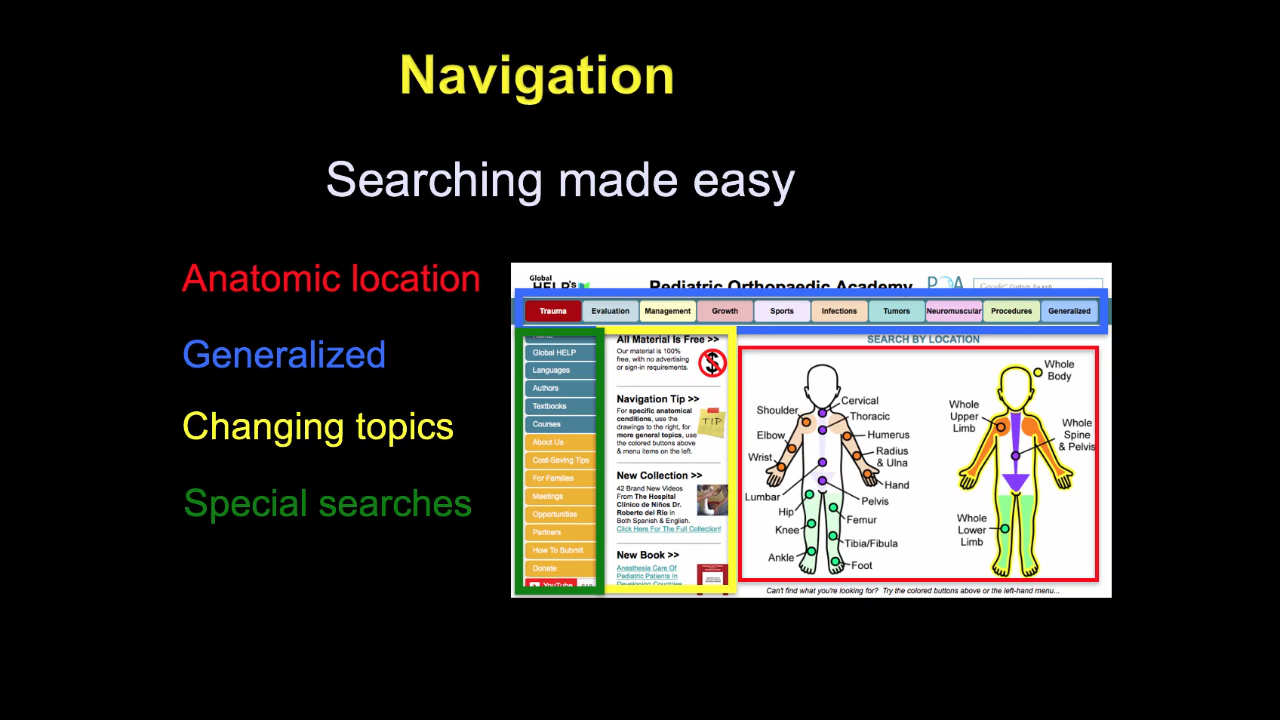 Navigation
Searching made easy
Anatomic location
Generalized
Changing topics
Special searches
Global
HELP's
Pediatric Orthopaedic Academy
Trauma
Evaluation
Management
Growth
Sports
Infections
Tumors
Neuromuscular
Procedures
Generalized
Global HELP
Languages
Authors
Textbooks
Courses
About Us
Cost-Saving Tips
For Families
Meetings
Opportunities
Partners
How To Submit
Donate
YouTube
All Material Is Free >>
Our material is 100%
free, with no advertising
or sign-in requirements.
Navigation Tip >>
For specific anatomical
conditions, use the
drawings to the right, for
more general topics, use
the colored buttons above
& menu items on the left.
TIP
New Collection >>
42 Brand New Videos
From The Hospital
Clínico de Niños Dr.
Roberto del Río in
Both Spanish & English.
Click Here For The Full Collection!
New Book >>
Anesthesia Care Of
Pediatric Patients In
Developing Countries
SEARCH BY LOCATION
Shoulder
Elbow
Wrist
Lumbar
Hip
Knee
Ankle
Cervical
Thoracic
Humerus
Radius
& Ulna
Hand
Pelvis
Femur
Tibia/Fibula
Foot
Whole
Body
Whole
Upper
Limb
Whole
Spine
& Pelvis
Whole
Lower
Limb
Can't find what you're looking for? Try the colored buttons above or the left-hand menu...